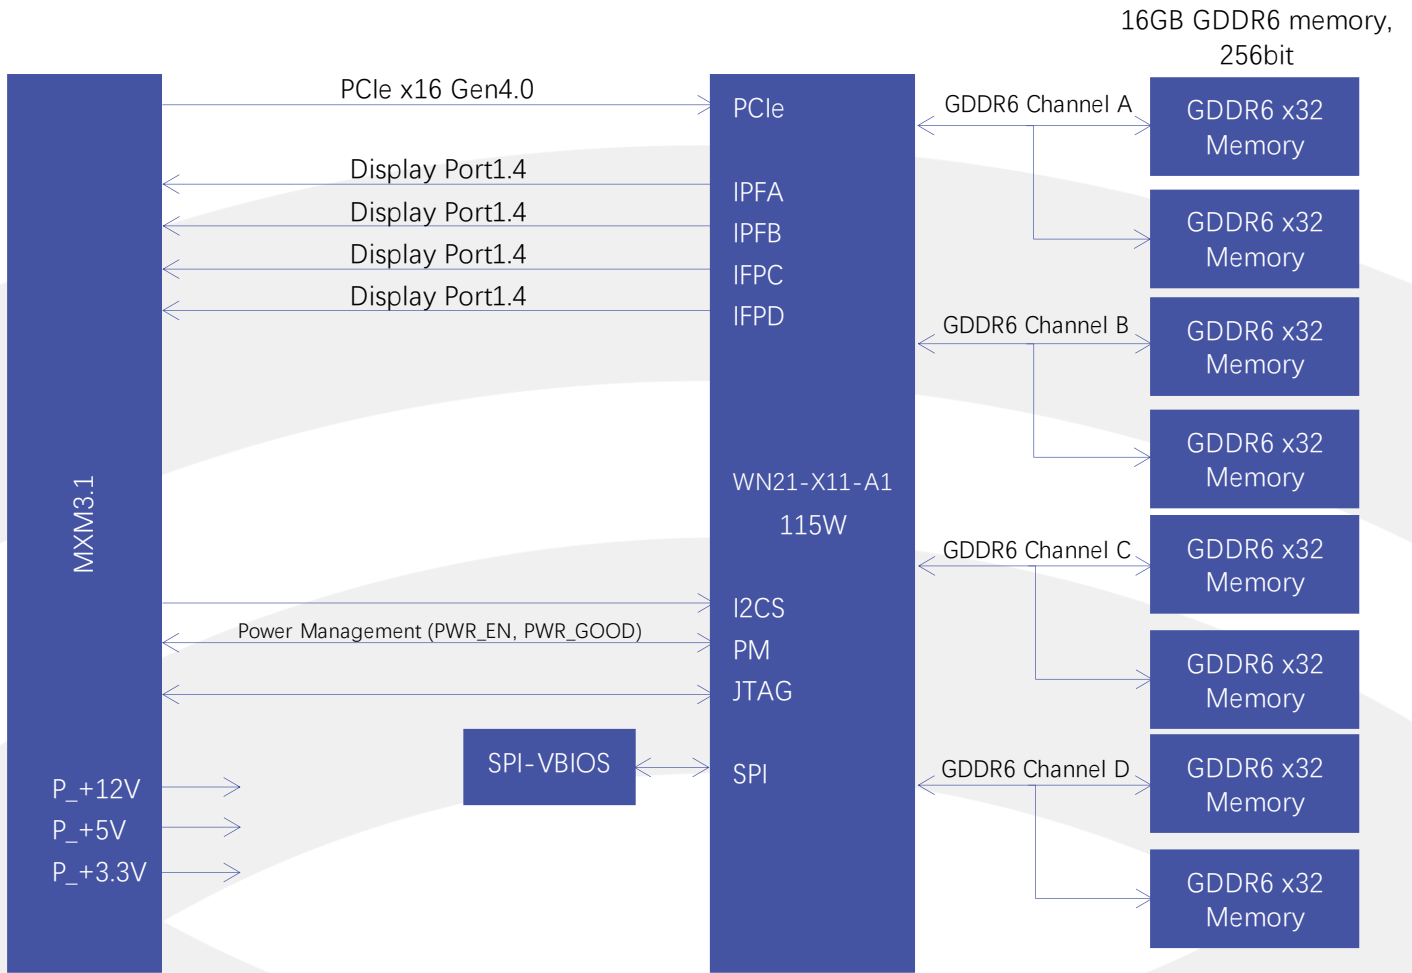 16GB GDDR6 memory,
256bit
MXM3.1
P_+12V
P_+5V
P_+3.3V
PCIe x16 Gen4.0
Display Port1.4
Display Port1.4
Display Port1.4
Display Port1.4
Power Management (PWR_EN, PWR_GOOD)
SPI-VBIOS
PCIe
IPFA
IPFB
IFPC
IFPD
WN21-X11-A1
115W
I2CS
PM
JTAG
SPI
GDDR6 Channel A
GDDR6 Channel B
GDDR6 Channel C
GDDR6 Channel D
GDDR6 x32
Memory
GDDR6 x32
Memory
GDDR6 x32
Memory
GDDR6 x32
Memory
GDDR6 x32
Memory
GDDR6 x32
Memory
GDDR6 x32
Memory
GDDR6 x32
Memory